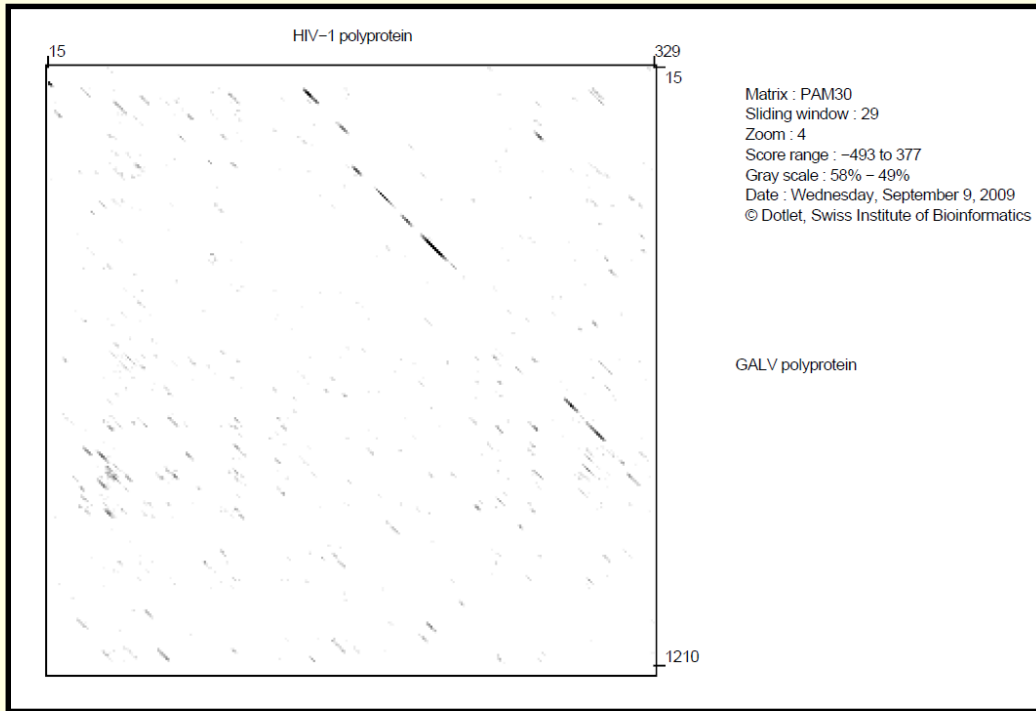 HIV−1 polyprotein
15
329
15
Matrix : PAM30
Sliding window : 29
Zoom : 4
Score range : −493 to 377
Gray scale : 58% − 49%
Date : Wednesday, September 9, 2009
© Dotlet, Swiss Institute of Bioinformatics
GALV polyprotein
1210